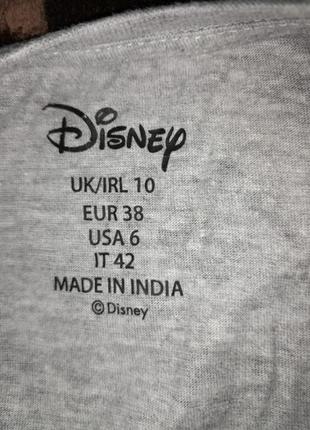 Disney
UK/IRL 10
EUR 38
USA 6
IT 42
MADE IN INDIA
© Disney